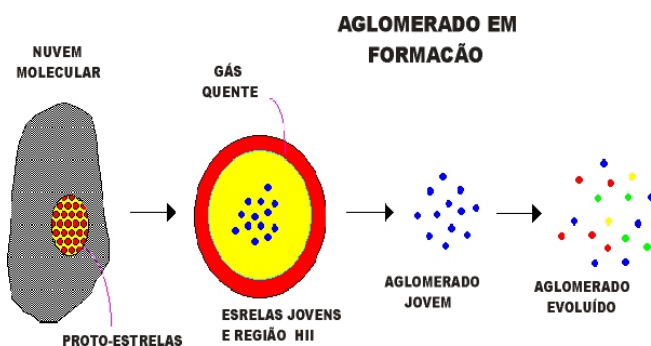 AGLOMERADO EM
FORMACÃO
NUVEM
MOLECULAR
GÁS
QUENTE
PROTO-ESTRELAS
ESRELAS JOVENS
E REGIÃO HII
AGLOMERADO
JOVEM
AGLOMERADO
EVOLUÍDO